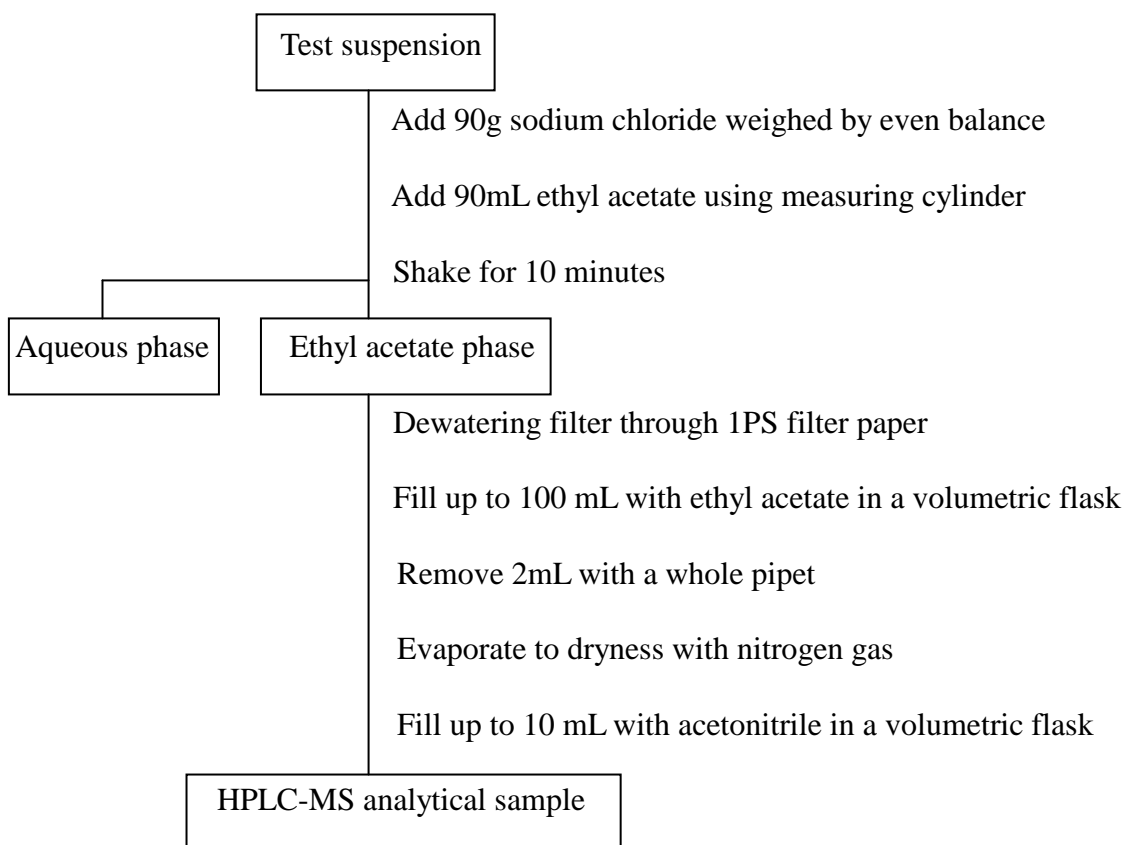 Test suspension
Add 90g sodium chloride weighed by even balance
Add 90mL ethyl acetate using measuring cylinder
Shake for 10 minutes
Aqueous phase
Ethyl acetate phase
Dewatering filter through 1PS filter paper
Fill up to 100 mL with ethyl acetate in a volumetric flask
Remove 2mL with a whole pipet
Evaporate to dryness with nitrogen gas
Fill up to 10 mL with acetonitrile in a volumetric flask
HPLC-MS analytical sample